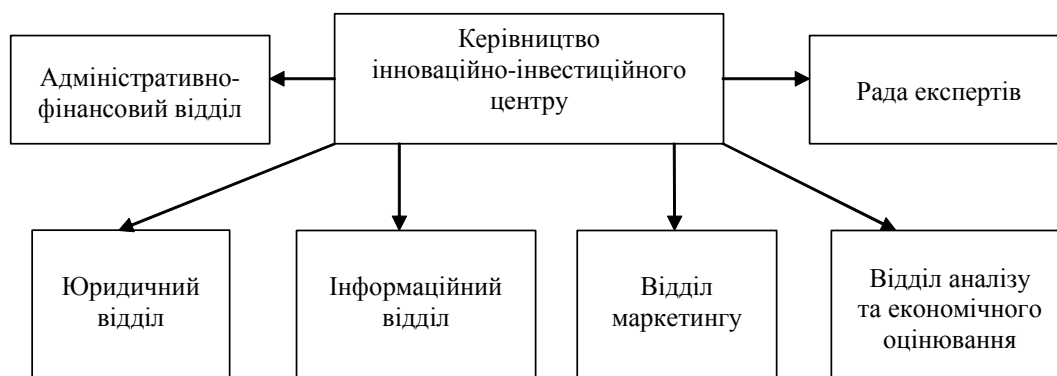 Керівництво
інноваційно-інвестиційного
центру
Адміністративно-
фінансовий відділ
Рада експертів
Юридичний
відділ
Інформаційний
відділ
Відділ
маркетингу
Відділ аналізу
та економічного
оцінювання